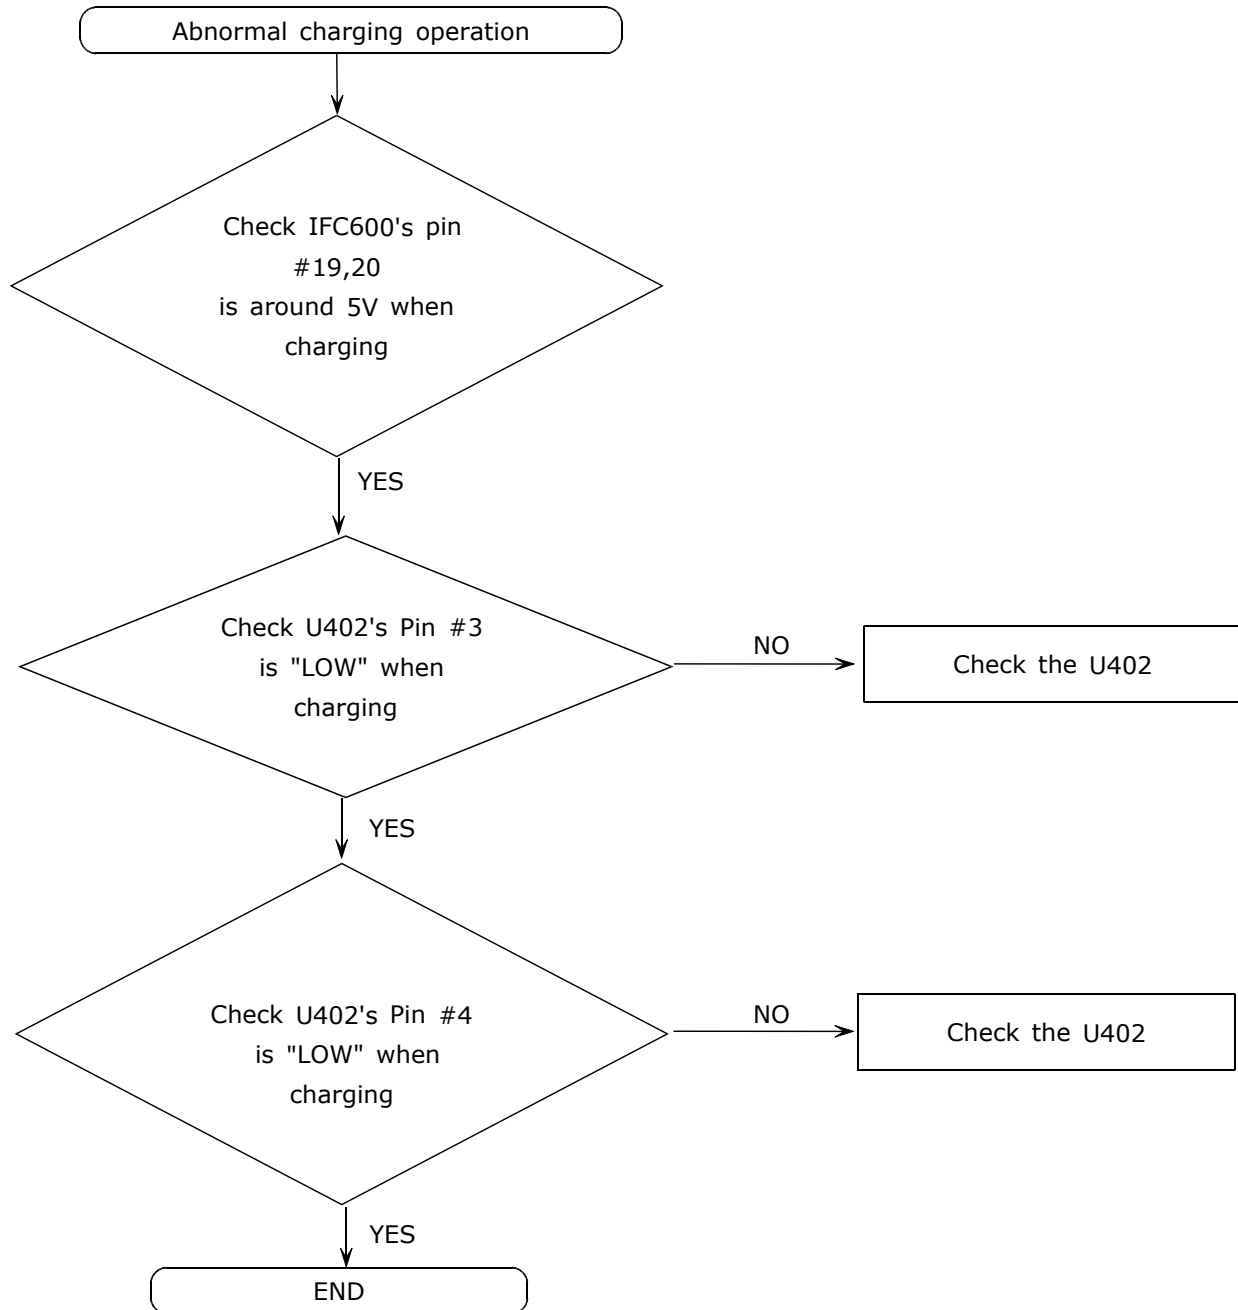 Abnormal charging operation
Check IFC600's pin
#19,20
is around 5V when
charging
YES
Check U402's Pin #3
is "LOW" when
charging
NO
Check the U402
YES
Check U402's Pin #4
is "LOW" when
charging
NO
Check the U402
YES
END